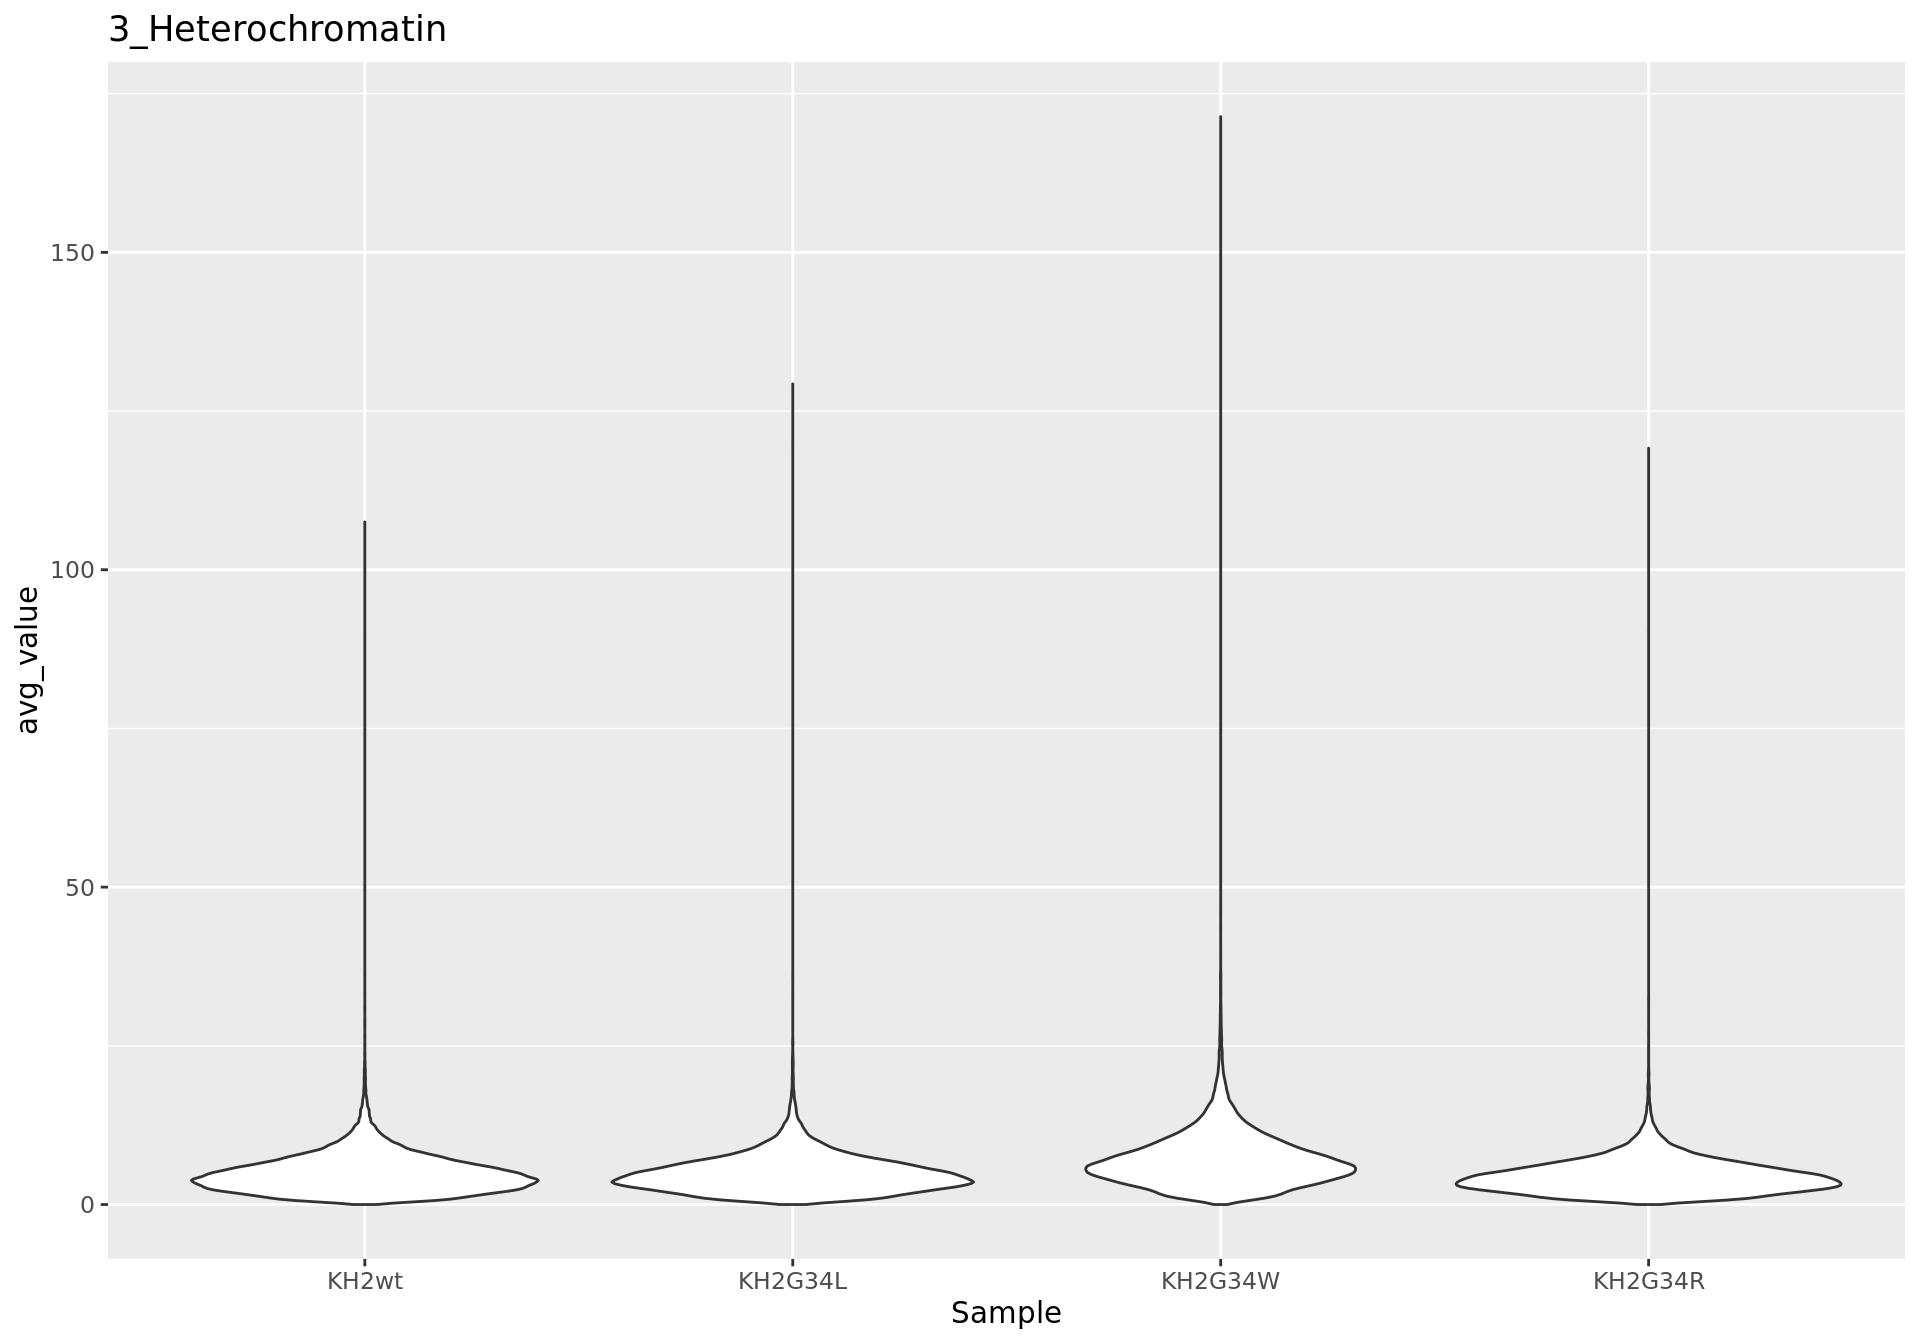 3_Heterochromatin
avg_value
150
100
50
0
KH2wt KH2G34L KH2G34W KH2G34R
Sample